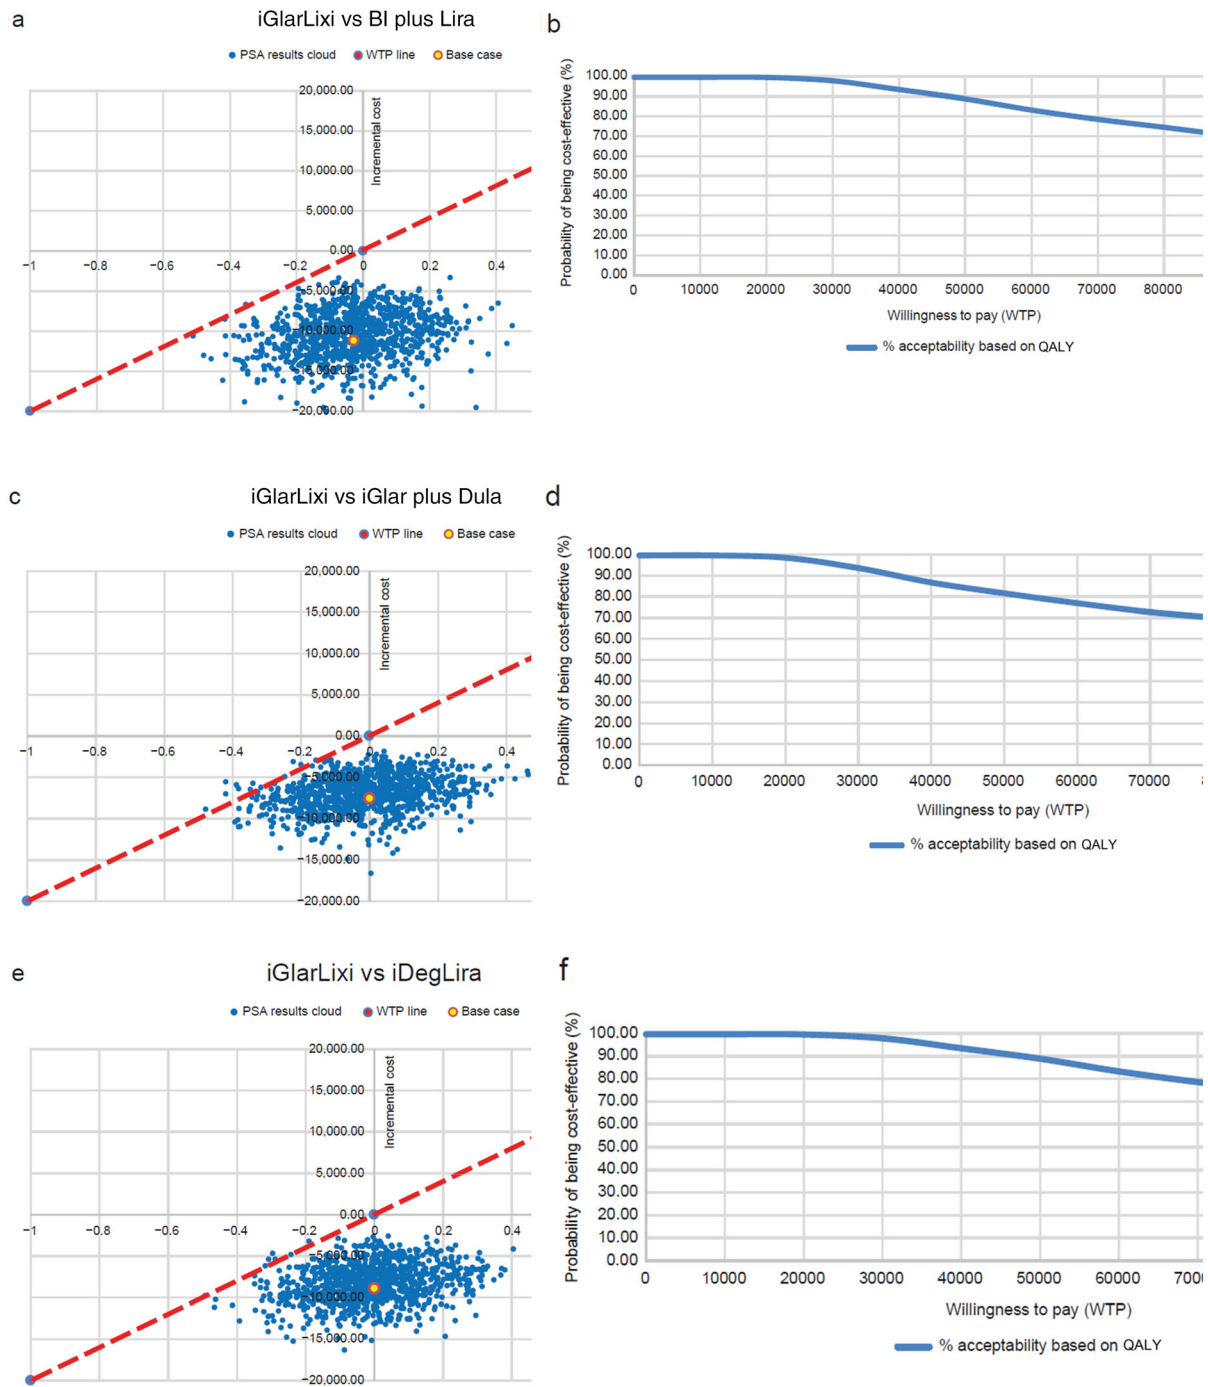 a
iGlarLixi vs BI plus Lira
PSA results cloud WTP line Base case
20,000.00
15,000.00
10,000.00
5,000.00
0.00
−5,000.00
−10,000.00
−15,000.00
−20,000.00
Incremental cost
−1 −0.8 −0.6 −0.4 −0.2 0 0.2 0.4
b
Probability of being cost-effective (%)
100.00
90.00
80.00
70.00
60.00
50.00
40.00
30.00
20.00
10.00
0.00
0 10000 20000 30000 40000 50000 60000 70000 80000
Willingness to pay (WTP)
% acceptability based on QALY
c
iGlarLixi vs iGlar plus Dula
PSA results cloud WTP line Base case
20,000.00
15,000.00
10,000.00
5,000.00
0.00
−5,000.00
−10,000.00
−15,000.00
−20,000.00
Incremental cost
−1 −0.8 −0.6 −0.4 −0.2 0 0.2 0.4
d
Probability of being cost-effective (%)
100.00
90.00
80.00
70.00
60.00
50.00
40.00
30.00
20.00
10.00
0.00
0 10000 20000 30000 40000 50000 60000 70000
Willingness to pay (WTP)
% acceptability based on QALY
e
iGlarLixi vs iDegLira
PSA results cloud WTP line Base case
20,000.00
15,000.00
10,000.00
5,000.00
0.00
−5,000.00
−10,000.00
−15,000.00
−20,000.00
Incremental cost
−1 −0.8 −0.6 −0.4 −0.2 0 0.2 0.4
f
Probability of being cost-effective (%)
100.00
90.00
80.00
70.00
60.00
50.00
40.00
30.00
20.00
10.00
0.00
0 10000 20000 30000 40000 50000 60000 7000
Willingness to pay (WTP)
% acceptability based on QALY